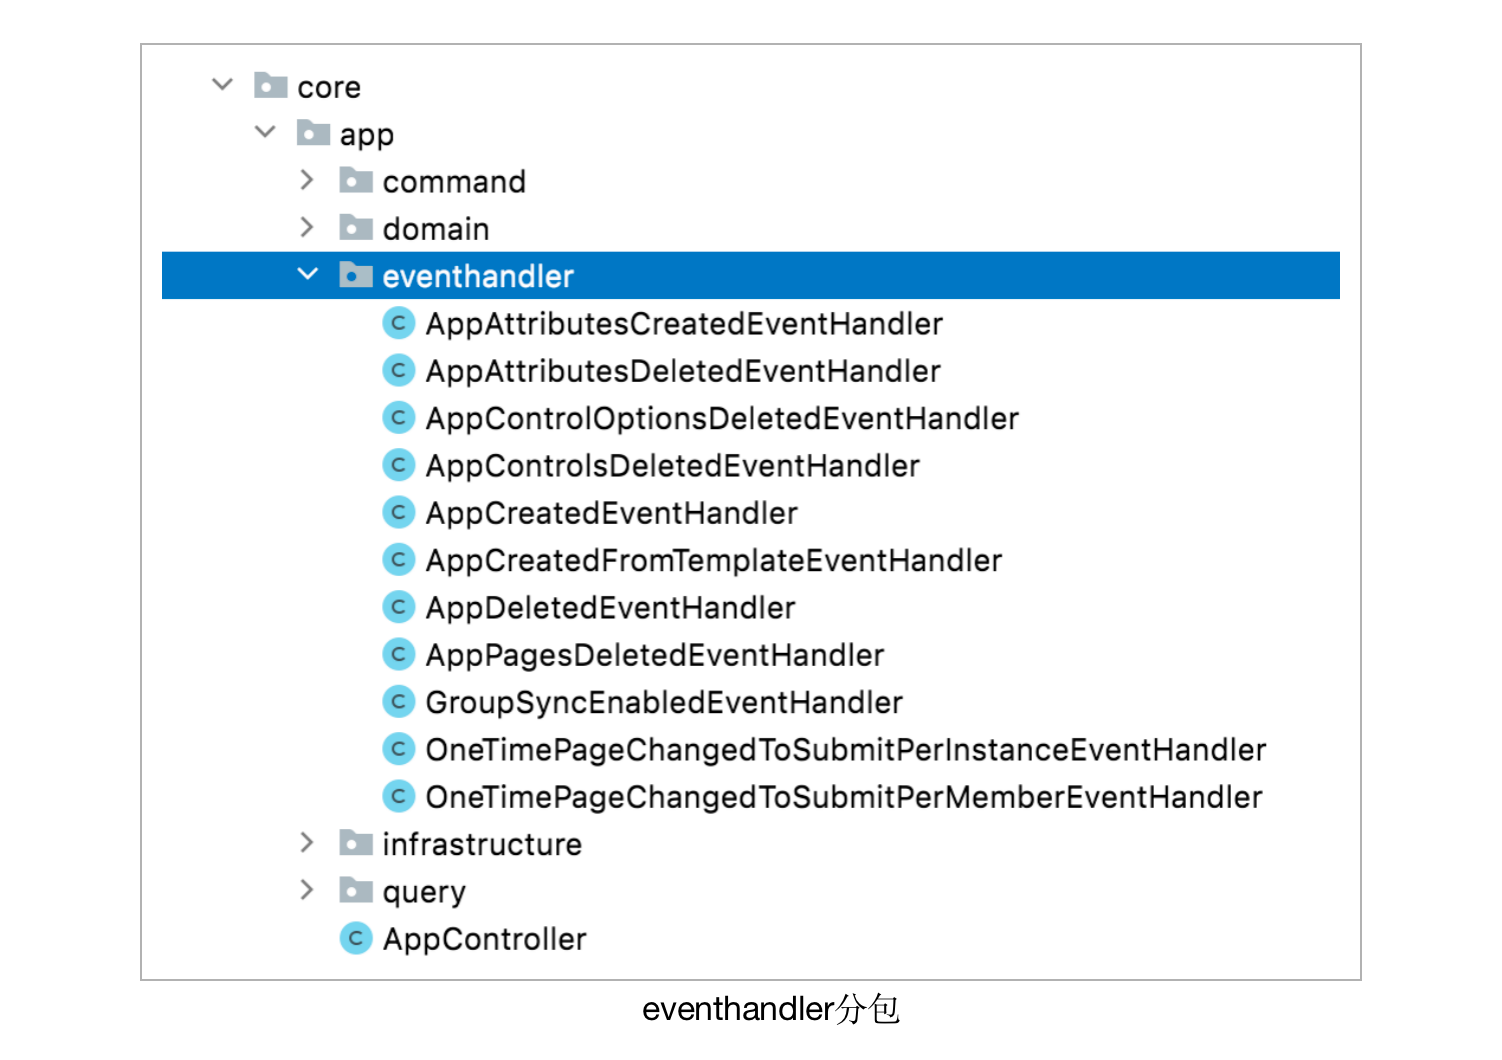 core
app
command
domain
eventhandler
C AppAttributesCreatedEventHandler
C AppAttributesDeletedEventHandler
C AppControlOptionsDeletedEventHandler
C AppControlsDeletedEventHandler
C AppCreatedEventHandler
C AppCreatedFromTemplateEventHandler
C AppDeletedEventHandler
C AppPagesDeletedEventHandler
C GroupSyncEnabledEventHandler
C OneTimePageChangedToSubmitPerInstanceEventHandler
C OneTimePageChangedToSubmitPerMemberEventHandler
infrastructure
query
C AppController
eventhandler分包